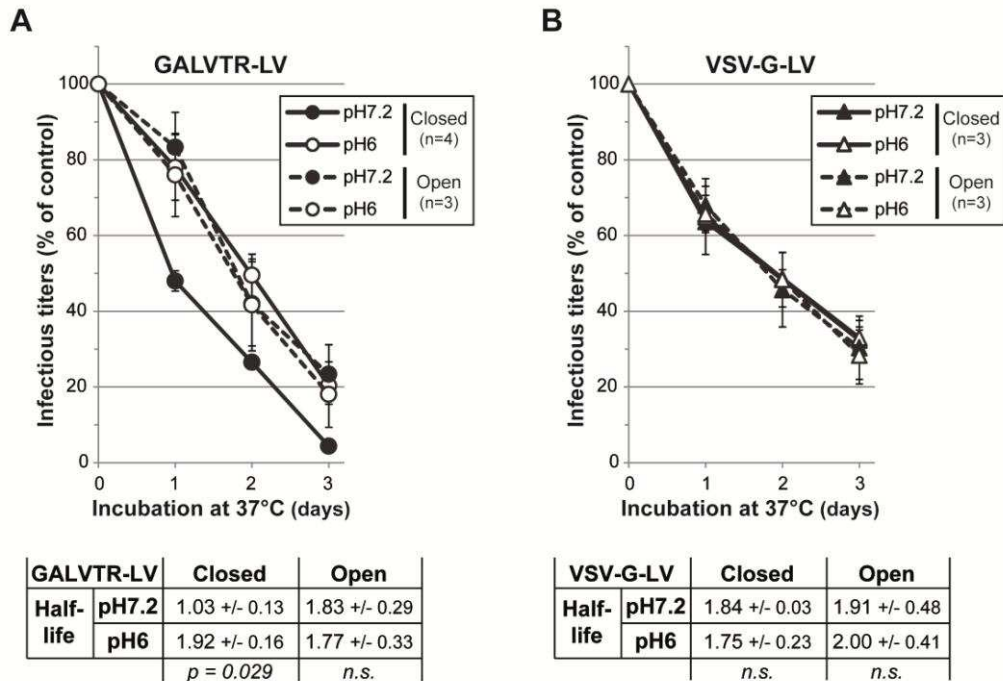 A
GALVTR-LV
Infectious titers (% of control)
100
80
60
40
20
0
0 1 2 3
Incubation at 37°C (days)
pH7.2
pH6
Closed
(n=4)
pH7.2
pH6
Open
(n=3)
GALVTR-LV Closed Open
Half-life pH7.2 1.03 +/- 0.13 1.83 +/- 0.29
pH6 1.92 +/- 0.16 1.77 +/- 0.33
p = 0.029 n.s.
B
VSV-G-LV
Infectious titers (% of control)
100
80
60
40
20
0
0 1 2 3
Incubation at 37°C (days)
pH7.2
pH6
Closed
(n=3)
pH7.2
pH6
Open
(n=3)
VSV-G-LV Closed Open
Half-life pH7.2 1.84 +/- 0.03 1.91 +/- 0.48
pH6 1.75 +/- 0.23 2.00 +/- 0.41
n.s. n.s.